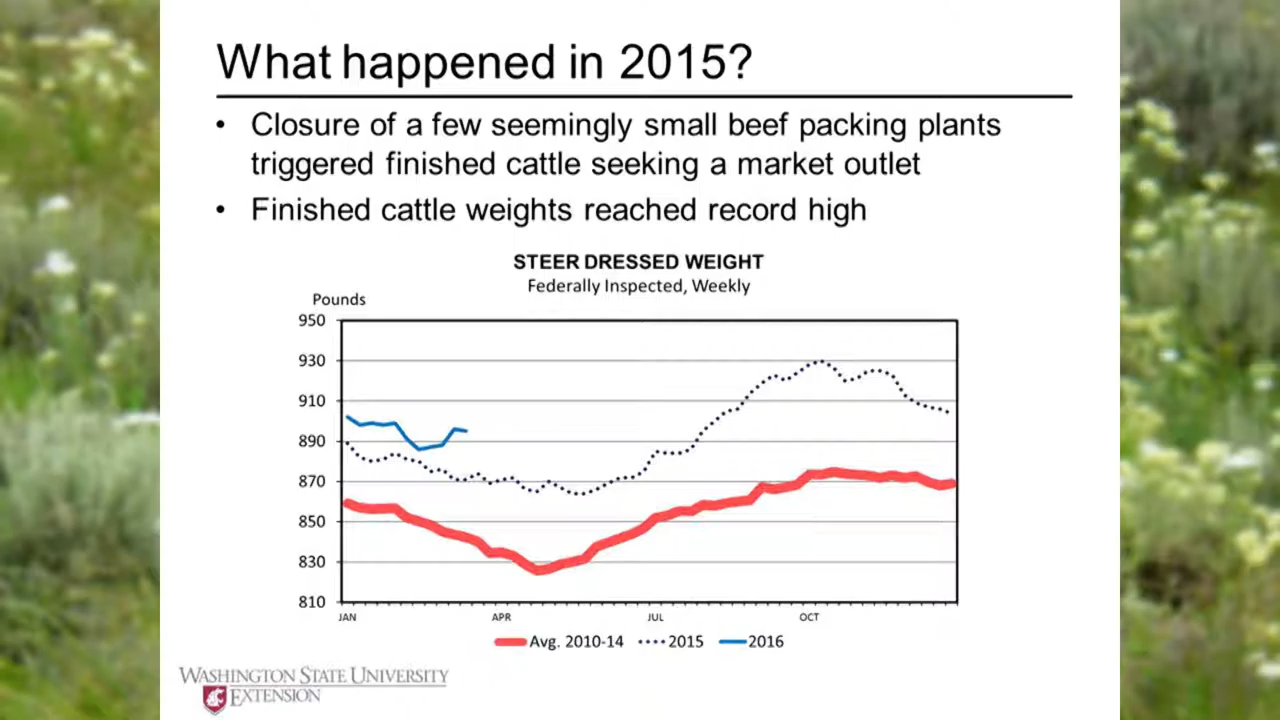 What happened in 2015?
• Closure of a few seemingly small beef packing plants
triggered finished cattle seeking a market outlet
• Finished cattle weights reached record high
STEER DRESSED WEIGHT
Federally Inspected, Weekly
Pounds
950
930
910
890
870
850
830
810
JAN APR JUL OCT
Avg. 2010-14 2015 2016
WASHINGTON STATE UNIVERSITY
EXTENSION